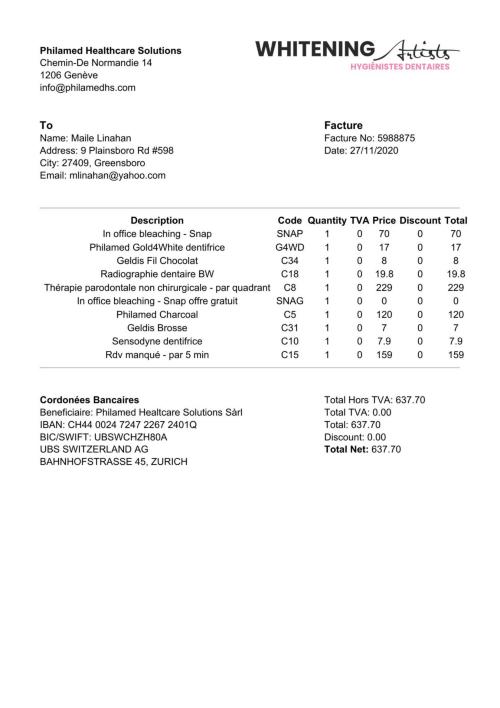 Philamed Healthcare Solutions
Chemin-De Normandie 14
1206 Genève
info@philamedhs.com
WHITENING Artists
HYGIÉNISTES DENTAIRES
To
Name: Maile Linahan
Address: 9 Plainsboro Rd #598
City: 27409, Greensboro
Email: mlinahan@yahoo.com
Facture
Facture No: 5988875
Date: 27/11/2020
Description Code Quantity TVA Price Discount Total
In office bleaching - Snap SNAP 1 0 70 0 70
Philamed Gold4White dentifrice G4WD 1 0 17 0 17
Geldis Fil Chocolat C34 1 0 8 0 8
Radiographie dentaire BW C18 1 0 19.8 0 19.8
Thérapie parodontale non chirurgicale - par quadrant C8 1 0 229 0 229
In office bleaching - Snap offre gratuit SNAG 1 0 0 0 0
Philamed Charcoal C5 1 0 120 0 120
Geldis Brosse C31 1 0 7 0 7
Sensodyne dentifrice C10 1 0 7.9 0 7.9
Rdv manqué - par 5 min C15 1 0 159 0 159
Cordonées Bancaires
Beneficiaire: Philamed Healtcare Solutions Sàrl
IBAN: CH44 0024 7247 2267 2401Q
BIC/SWIFT: UBSWCHZH80A
UBS SWITZERLAND AG
BAHNHOFSTRASSE 45, ZURICH
Total Hors TVA: 637.70
Total TVA: 0.00
Total: 637.70
Discount: 0.00
Total Net: 637.70